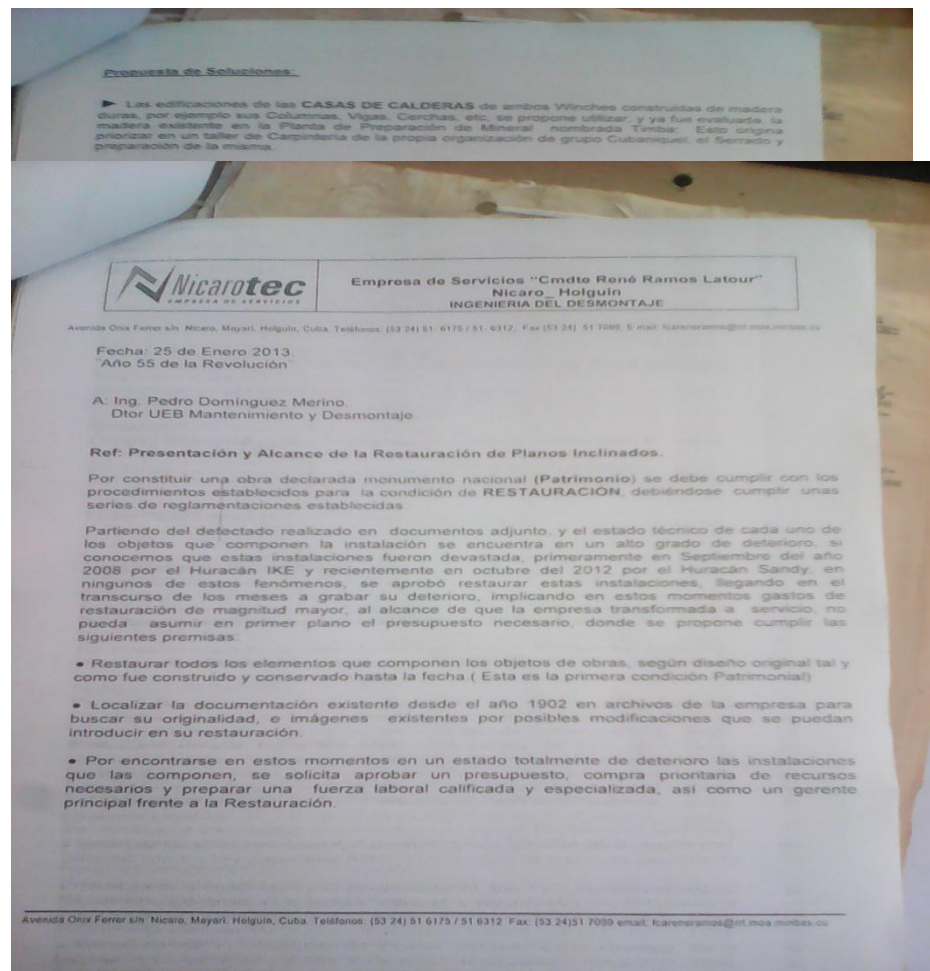 Propuesta de Soluciones:
► Las edificaciones de las CASAS DE CALDERAS de ambos Winches construidas de madera
duras, por ejemplo sus Columnas, Vigas, Cerchas, etc, se propone utilizar, y ya fue evaluado, la
madera existente en la Planta de Preparación de Mineral nombrada Timba: Esto origina
priorizar en un taller de Carpintería de la propia organización de grupo Cubaniquel, el Serrado y
preparación de la misma.
Nicarotec
EMPRESA DE SERVICIOS
Empresa de Servicios "Cmdte René Ramos Latour"
Nicaro_ Holguin
INGENIERIA DEL DESMONTAJE
Avenida Onix Ferrer s/n Nicaro, Mayari, Holguin, Cuba. Teléfonos: (53 24) 51- 6175 / 51- 6312, Fax (53 24) 51 7099, E mail:
Fecha: 25 de Enero 2013.
"Año 55 de la Revolución"
A: Ing. Pedro Domínguez Merino.
Dtor UEB Mantenimiento y Desmontaje
Ref: Presentación y Alcance de la Restauración de Planos Inclinados.
Por constituir una obra declarada monumento nacional (Patrimonio) se debe cumplir con los
procedimientos establecidos para la condición de RESTAURACIÓN, debiéndose cumplir unas
series de reglamentaciones establecidas.
Partiendo del defectado realizado en documentos adjunto, y el estado técnico de cada uno de
los objetos que componen la instalación se encuentra en un alto grado de deterioro, si
conocemos que estas instalaciones fueron devastada, primeramente en Septiembre del año
2008 por el Huracán IKE y recientemente en octubre del 2012 por el Huracán Sandy, en
ningunos de estos fenómenos, se aprobó restaurar estas instalaciones, llegando en el
transcurso de los meses a grabar su deterioro, implicando en estos momentos gastos de
restauración de magnitud mayor, al alcance de que la empresa transformada a servicio, no
pueda asumir en primer plano el presupuesto necesario, donde se propone cumplir las
siguientes premisas:
• Restaurar todos los elementos que componen los objetos de obras, según diseño original tal y
como fue construido y conservado hasta la fecha ( Esta es la primera condición Patrimonial)
• Localizar la documentación existente desde el año 1902 en archivos de la empresa para
buscar su originalidad, e imágenes existentes por posibles modificaciones que se puedan
introducir en su restauración.
• Por encontrarse en estos momentos en un estado totalmente de deterioro las instalaciones
que las componen, se solicita aprobar un presupuesto, compra prioritaria de recursos
necesarios y preparar una fuerza laboral calificada y especializada, así como un gerente
principal frente a la Restauración.
Avenida Onix Ferrer s/n Nicaro, Mayari, Holguin, Cuba. Teléfonos: (53 24) 51 6175 / 51 6312 Fax: (53 24)51 7099 email: